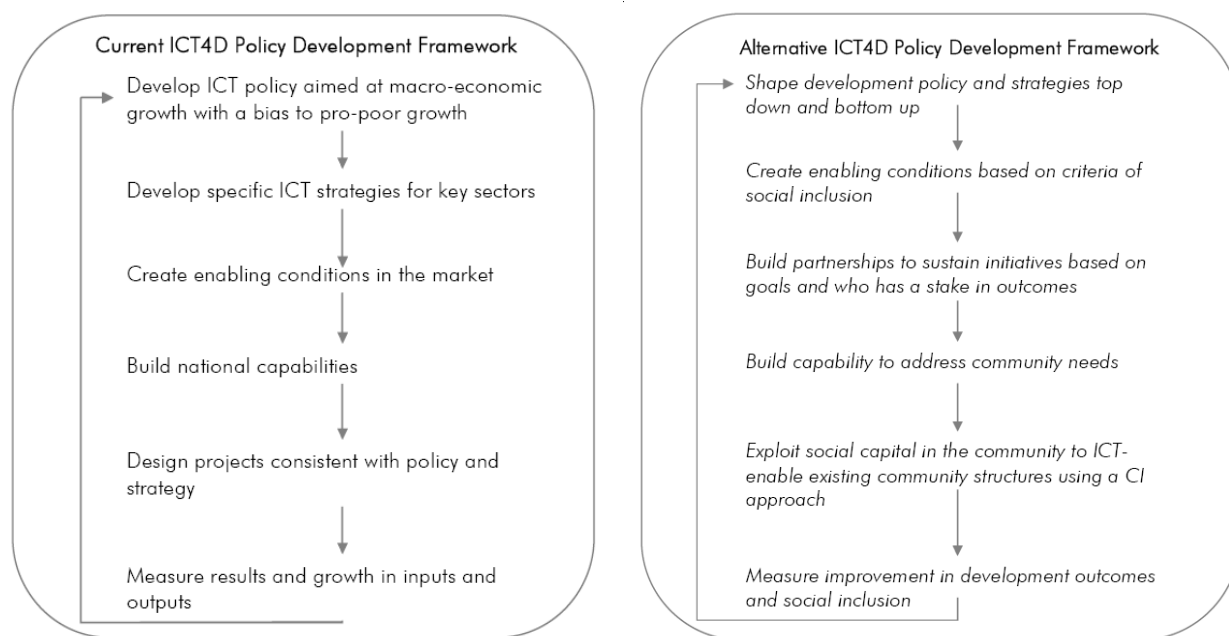 Current ICT4D Policy Development Framework
Develop ICT policy aimed at macro-economic
growth with a bias to pro-poor growth
Develop specific ICT strategies for key sectors
Create enabling conditions in the market
Build national capabilities
Design projects consistent with policy and
strategy
Measure results and growth in inputs and
outputs
Alternative ICT4D Policy Development Framework
Shape development policy and strategies top
down and bottom up
Create enabling conditions based on criteria of
social inclusion
Build partnerships to sustain initiatives based on
goals and who has a stake in outcomes
Build capability to address community needs
Exploit social capital in the community to ICT-
enable existing community structures using a CI
approach
Measure improvement in development outcomes
and social inclusion